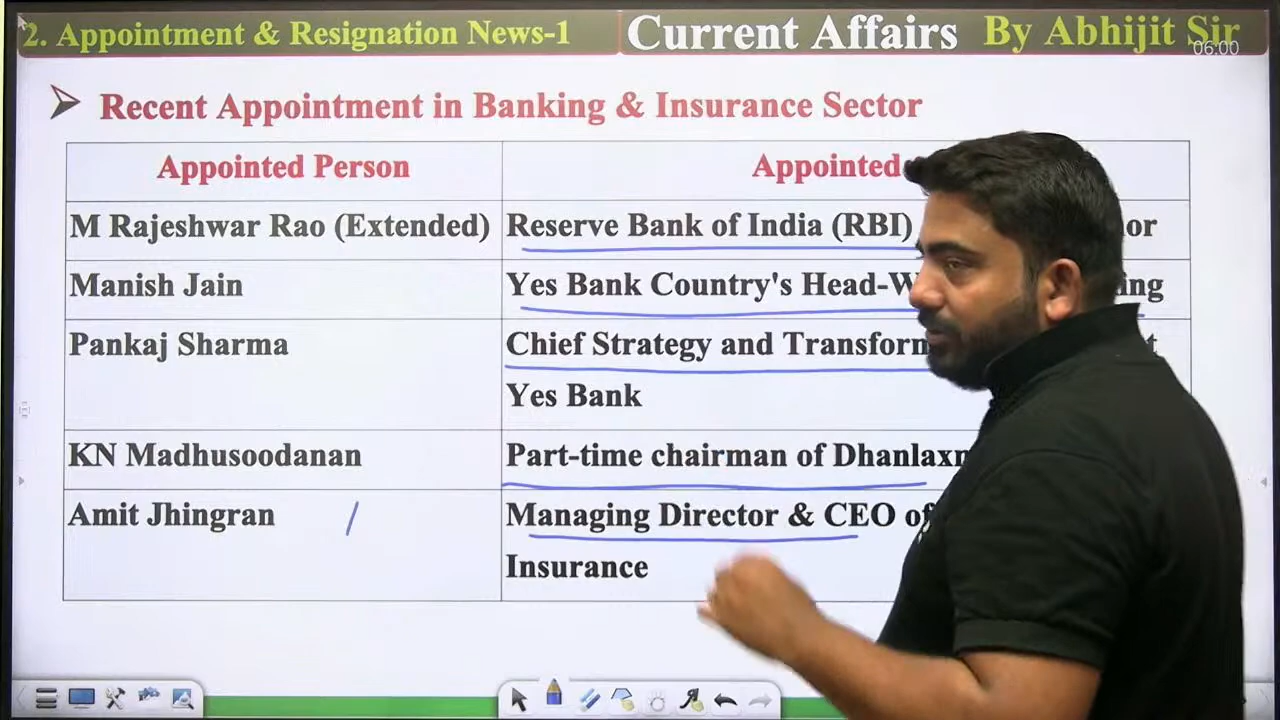 2. Appointment & Resignation News-1
Current Affairs By Abhijit Sir
06:00
Recent Appointment in Banking & Insurance Sector
Appointed Person
Appointed
M Rajeshwar Rao (Extended)
Reserve Bank of India (RBI)
Manish Jain
Yes Bank Country's Head-
Pankaj Sharma
Chief Strategy and
Yes Bank
KN Madhusoodanan
Part-time chairman of
Amit Jhingran
Managing Director & CEO of
Insurance